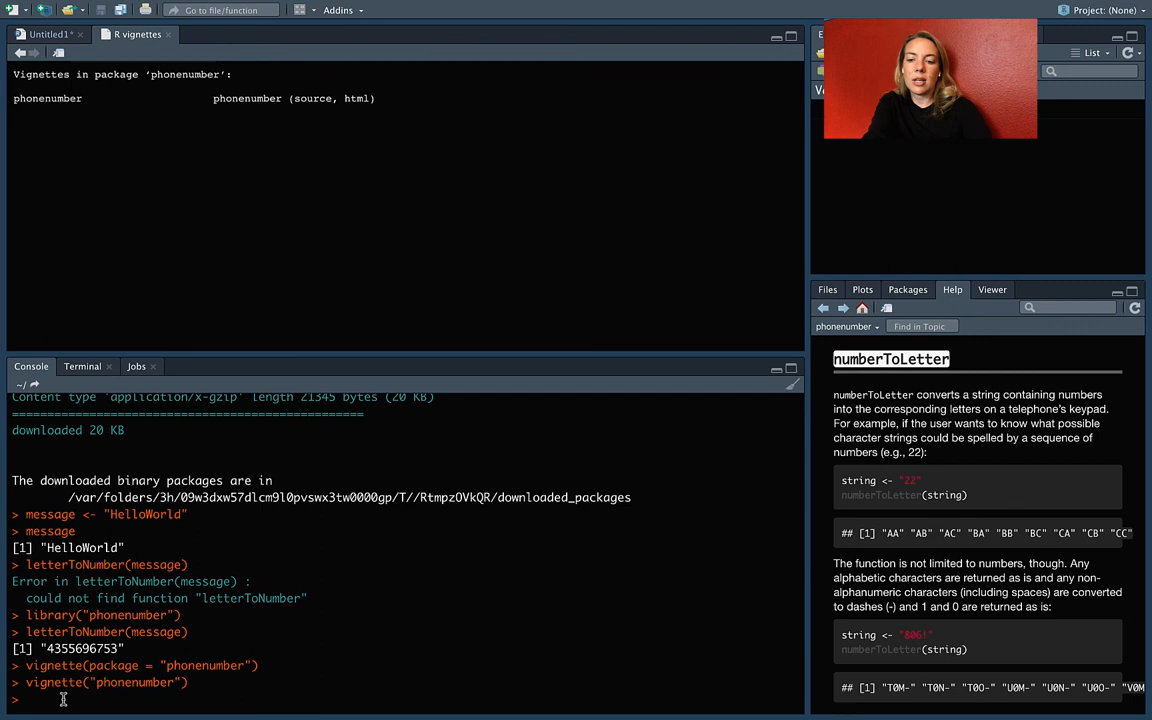 Go to file/function
Addins
Project: (None)
Untitled1*
R vignettes
Vignettes in package ‘phonenumber’:
phonenumber phonenumber (source, html)
List
Console
Terminal
Jobs
~/
Content type 'application/x-gzip' length 21345 bytes (20 KB)
==================================================
downloaded 20 KB
The downloaded binary packages are in
/var/folders/3h/09w3dxw57dlcm9l0pvswx3tw0000gp/T//RtmpzOVkQR/downloaded_packages
> message <- "HelloWorld"
> message
[1] "HelloWorld"
> letterToNumber(message)
Error in letterToNumber(message) :
could not find function "letterToNumber"
> library("phonenumber")
> letterToNumber(message)
[1] "4355696753"
> vignette(package = "phonenumber")
> vignette("phonenumber")
>
Files
Plots
Packages
Help
Viewer
phonenumber
Find in Topic
numberToLetter
numberToLetter converts a string containing numbers
into the corresponding letters on a telephone's keypad.
For example, if the user wants to know what possible
character strings could be spelled by a sequence of
numbers (e.g., 22):
string <- "22"
numberToLetter(string)
## [1] "AA" "AB" "AC" "BA" "BB" "BC" "CA" "CB" "CC"
The function is not limited to numbers, though. Any
alphabetic characters are returned as is and any non-
alphanumeric characters (including spaces) are converted
to dashes (-) and 1 and 0 are returned as is:
string <- "806!"
numberToLetter(string)
## [1] "T0M-" "T0N-" "T0O-" "U0M-" "U0N-" "U0O-" "V0M